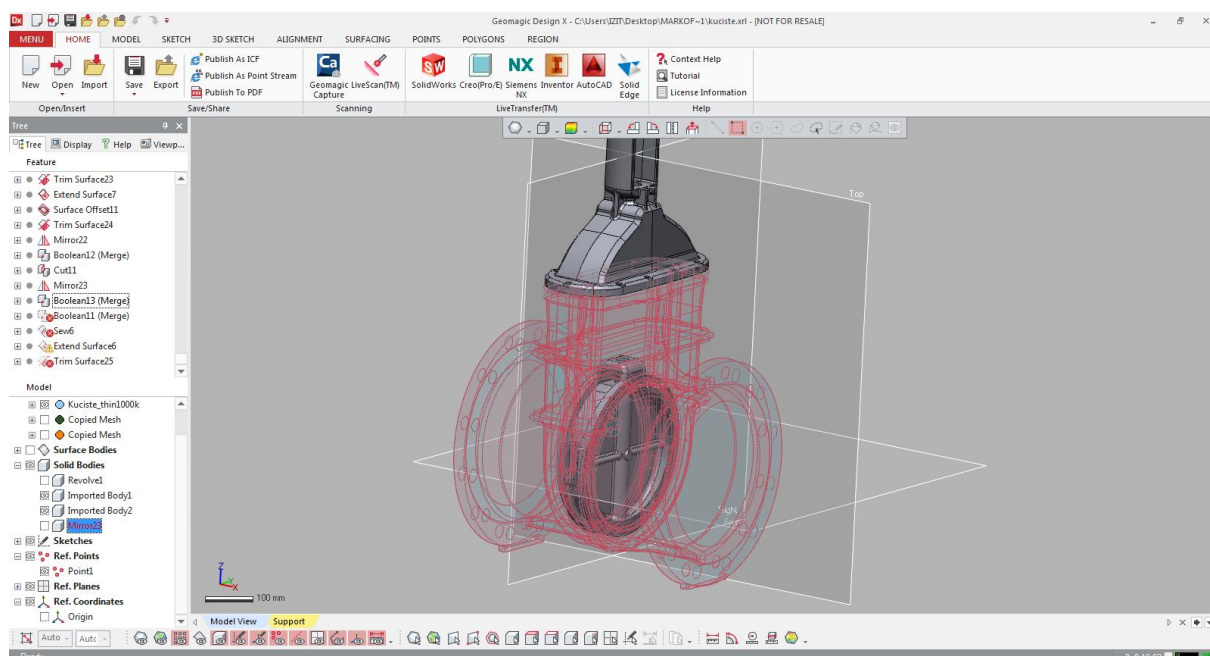 Geomagic Design X - C:\Users\IZIT\Desktop\MARKOF~1\kuciste.xrl - [NOT FOR RESALE]
MENU HOME MODEL SKETCH 3D SKETCH ALIGNMENT SURFACING POINTS POLYGONS REGION
New Open Import Save Export
Publish As ICF
Publish As Point Stream
Publish To PDF
Geomagic Capture LiveScan(TM)
SolidWorks Creo(Pro/E) Siemens NX Inventor AutoCAD Solid Edge
Context Help
Tutorial
License Information
Open/Insert Save/Share Scanning LiveTransfer(TM) Help
Tree
Tree Display Help Viewp...
Feature
Trim Surface23
Extend Surface7
Surface Offset11
Trim Surface24
Mirror22
Boolean12 (Merge)
Cut11
Mirror23
Boolean13 (Merge)
Boolean11 (Merge)
Sew6
Extend Surface6
Trim Surface25
Model
Kuciste_thin1000k
Copied Mesh
Copied Mesh
Surface Bodies
Solid Bodies
Revolve1
Imported Body1
Imported Body2
Mirror23
Sketches
Ref. Points
Point1
Ref. Planes
Ref. Coordinates
Origin
Top
Right
Z
Y
X
100 mm
Model View Support
Auto Autc
Ready